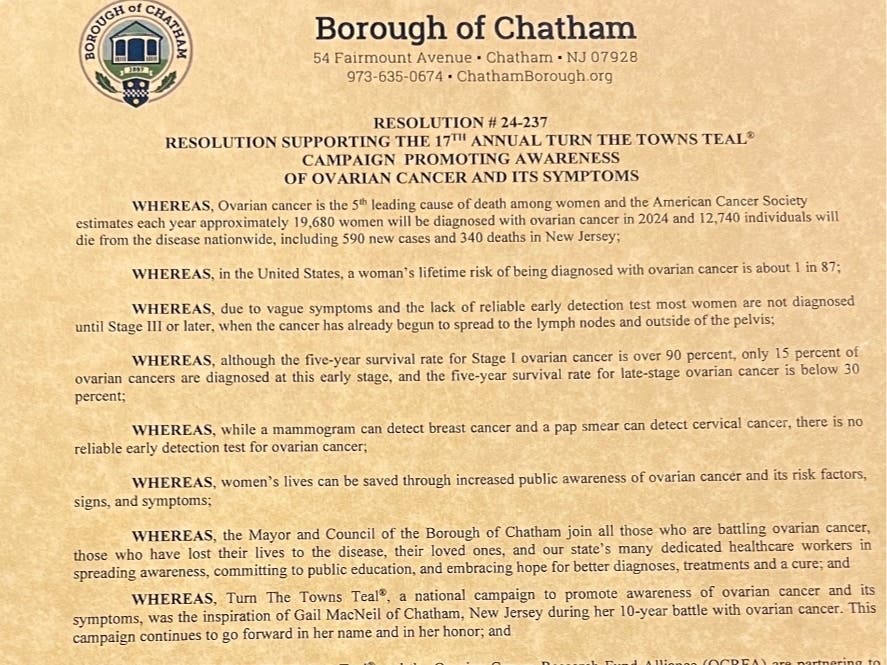 BOROUGH of CHATHAM
1897
Borough of Chatham
54 Fairmount Avenue • Chatham • NJ 07928
973-635-0674 • ChathamBorough.org
RESOLUTION # 24-237
RESOLUTION SUPPORTING THE 17TH ANNUAL TURN THE TOWNS TEAL®
CAMPAIGN PROMOTING AWARENESS
OF OVARIAN CANCER AND ITS SYMPTOMS
WHEREAS, Ovarian cancer is the 5th leading cause of death among women and the American Cancer Society
estimates each year approximately 19,680 women will be diagnosed with ovarian cancer in 2024 and 12,740 individuals will
die from the disease nationwide, including 590 new cases and 340 deaths in New Jersey;
WHEREAS, in the United States, a woman's lifetime risk of being diagnosed with ovarian cancer is about 1 in 87;
WHEREAS, due to vague symptoms and the lack of reliable early detection test most women are not diagnosed
until Stage III or later, when the cancer has already begun to spread to the lymph nodes and outside of the pelvis;
WHEREAS, although the five-year survival rate for Stage I ovarian cancer is over 90 percent, only 15 percent of
ovarian cancers are diagnosed at this early stage, and the five-year survival rate for late-stage ovarian cancer is below 30
percent;
WHEREAS, while a mammogram can detect breast cancer and a pap smear can detect cervical cancer, there is no
reliable early detection test for ovarian cancer;
WHEREAS, women's lives can be saved through increased public awareness of ovarian cancer and its risk factors,
signs, and symptoms;
WHEREAS, the Mayor and Council of the Borough of Chatham join all those who are battling ovarian cancer,
those who have lost their lives to the disease, their loved ones, and our state's many dedicated healthcare workers in
spreading awareness, committing to public education, and embracing hope for better diagnoses, treatments and a cure; and
WHEREAS, Turn The Towns Teal®, a national campaign to promote awareness of ovarian cancer and its
symptoms, was the inspiration of Gail MacNeil of Chatham, New Jersey during her 10-year battle with ovarian cancer. This
campaign continues to go forward in her name and in her honor; and
(OCRFA) are partnering to